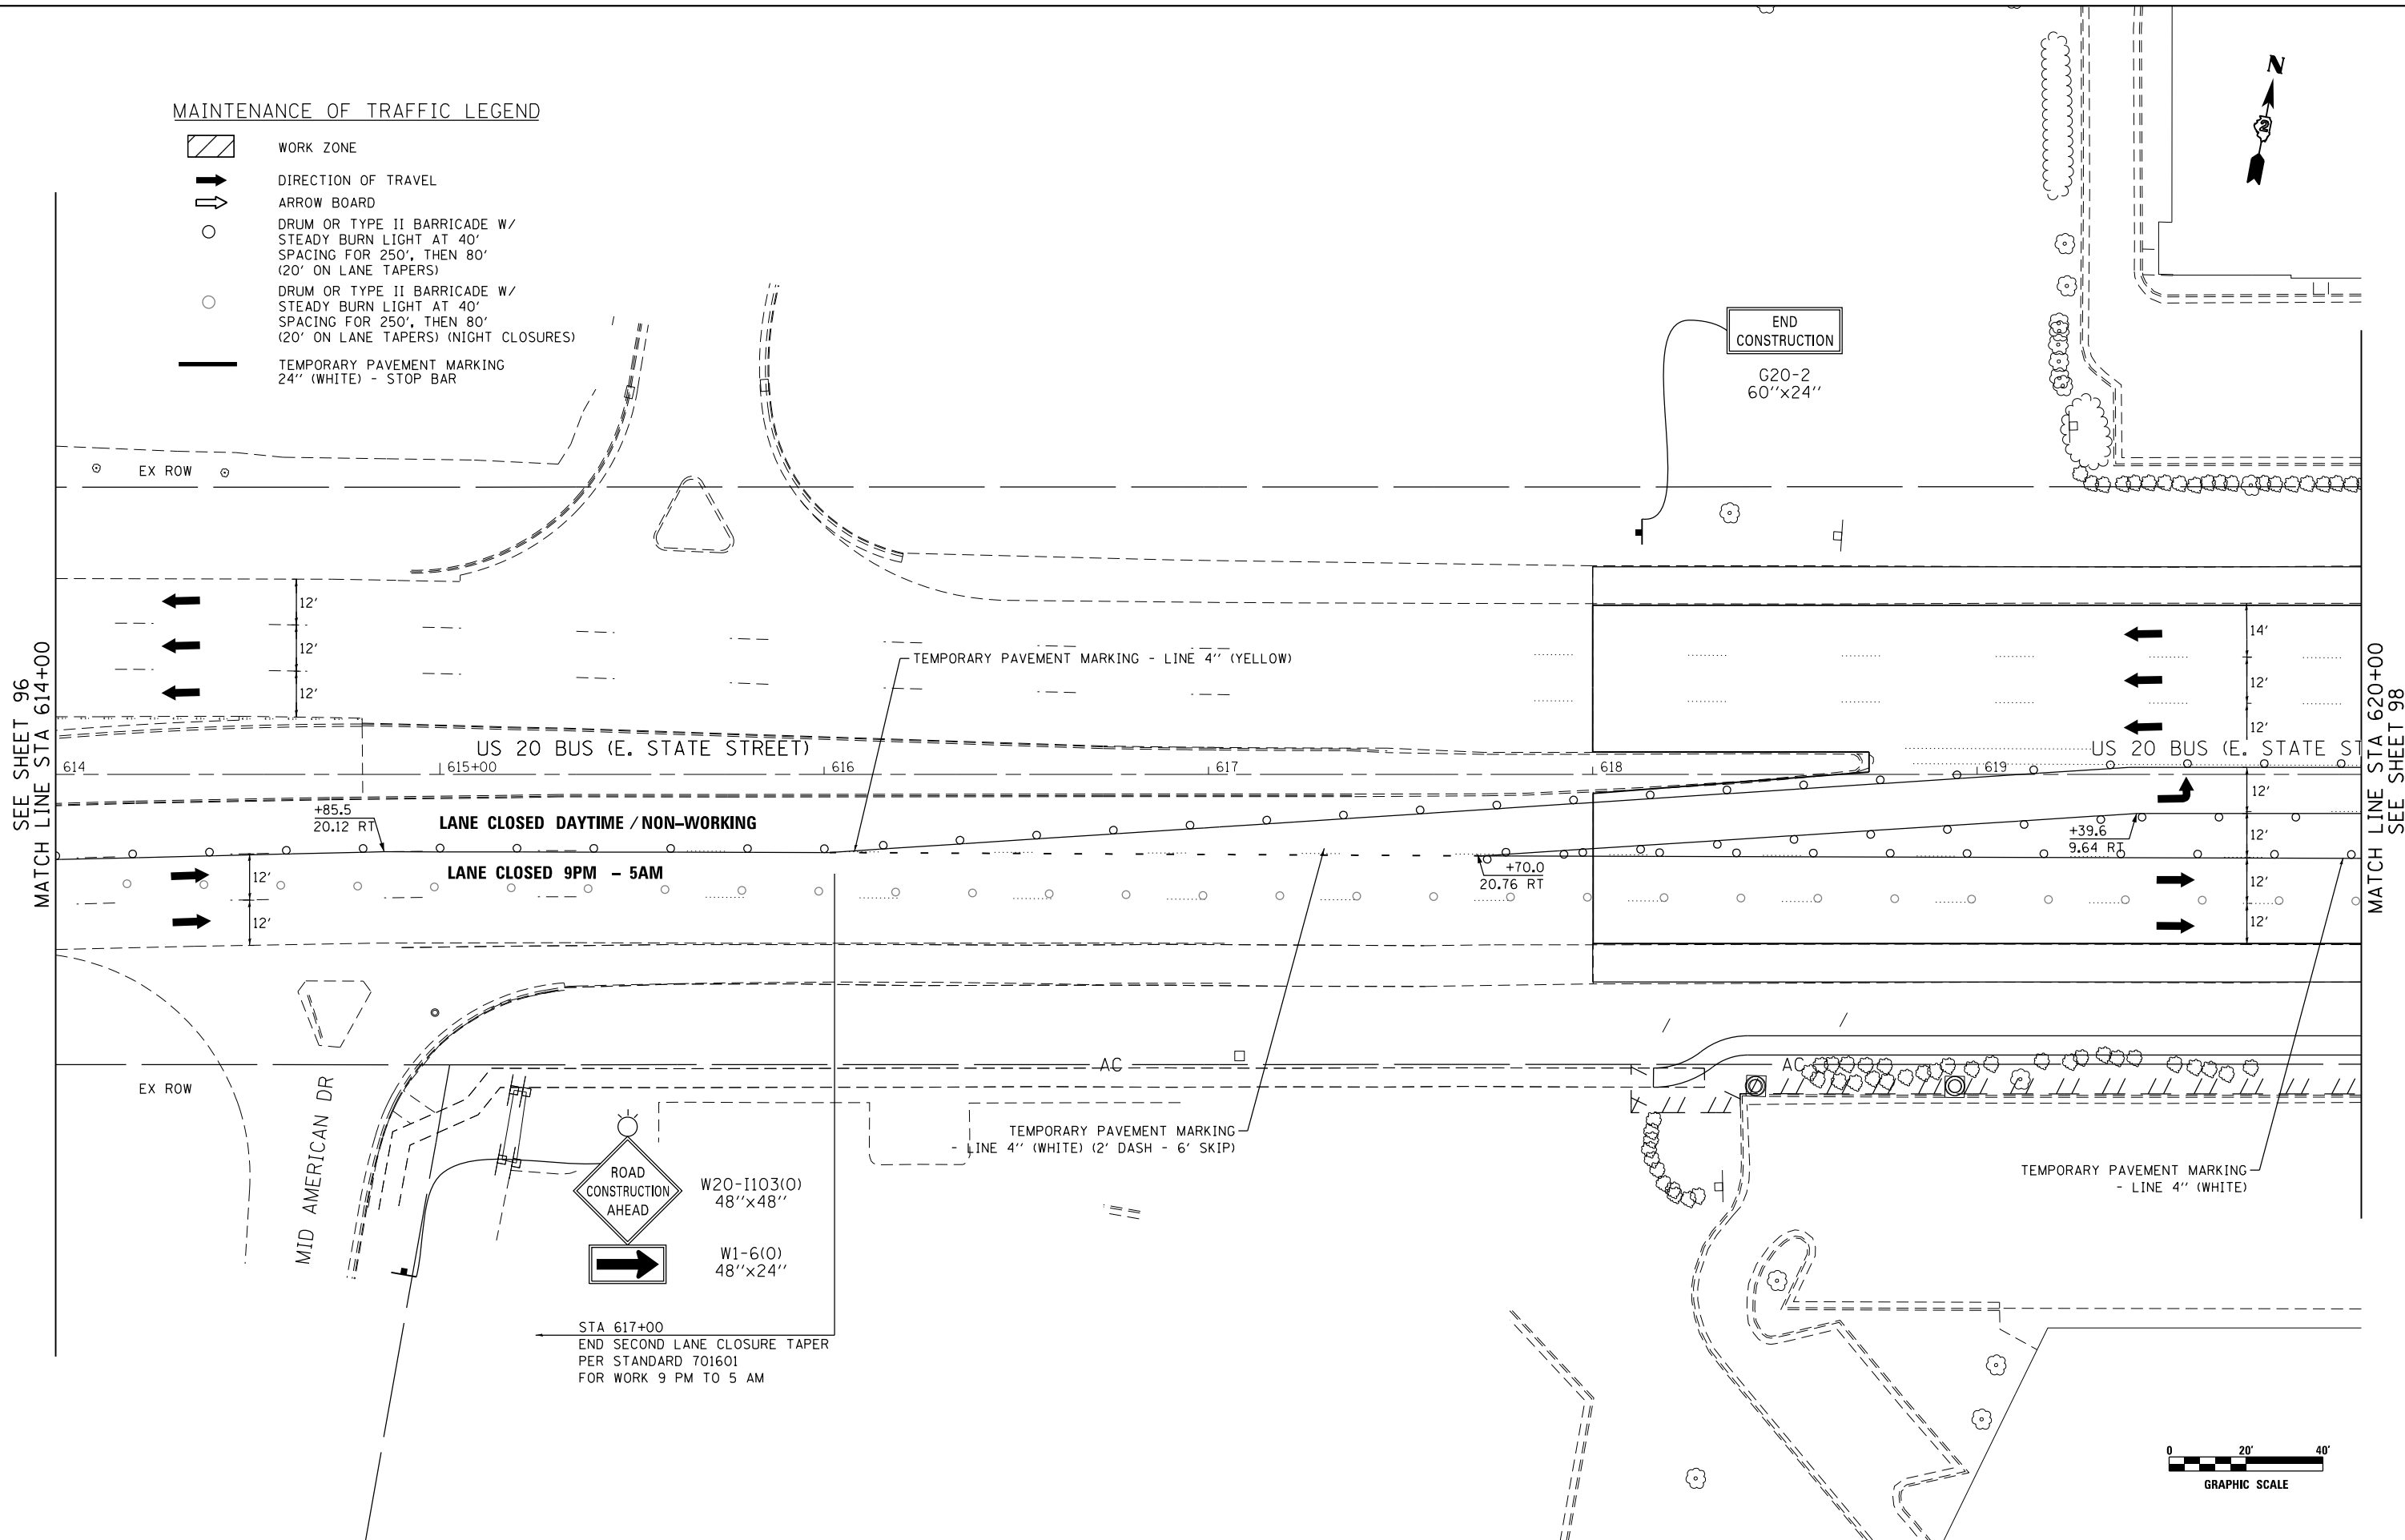 MAINTENANCE OF TRAFFIC LEGEND
WORK ZONE
DIRECTION OF TRAVEL
ARROW BOARD
DRUM OR TYPE II BARRICADE W/
STEADY BURN LIGHT AT 40'
SPACING FOR 250', THEN 80'
(20' ON LANE TAPERS)
DRUM OR TYPE II BARRICADE W/
STEADY BURN LIGHT AT 40'
SPACING FOR 250', THEN 80'
(20' ON LANE TAPERS) (NIGHT CLOSURES)
TEMPORARY PAVEMENT MARKING
24'' (WHITE) - STOP BAR
N
2
END
CONSTRUCTION
G20-2
60''x24''
EX ROW
12'
12'
12'
14'
12'
12'
TEMPORARY PAVEMENT MARKING - LINE 4'' (YELLOW)
SEE SHEET 96
MATCH LINE STA 614+00
MATCH LINE STA 620+00
SEE SHEET 98
US 20 BUS (E. STATE STREET)
US 20 BUS (E. STATE ST
614
615+00
616
617
618
619
+85.5
20.12 RT
LANE CLOSED DAYTIME / NON-WORKING
LANE CLOSED 9PM - 5AM
12'
12'
+70.0
20.76 RT
+39.6
9.64 RT
12'
12'
12'
12'
EX ROW
AC
AC
MID AMERICAN DR
ROAD
CONSTRUCTION
AHEAD
W20-I103(O)
48''x48''
W1-6(O)
48''x24''
TEMPORARY PAVEMENT MARKING
- LINE 4'' (WHITE) (2' DASH - 6' SKIP)
TEMPORARY PAVEMENT MARKING
- LINE 4'' (WHITE)
STA 617+00
END SECOND LANE CLOSURE TAPER
PER STANDARD 701601
FOR WORK 9 PM TO 5 AM
0 20' 40'
GRAPHIC SCALE